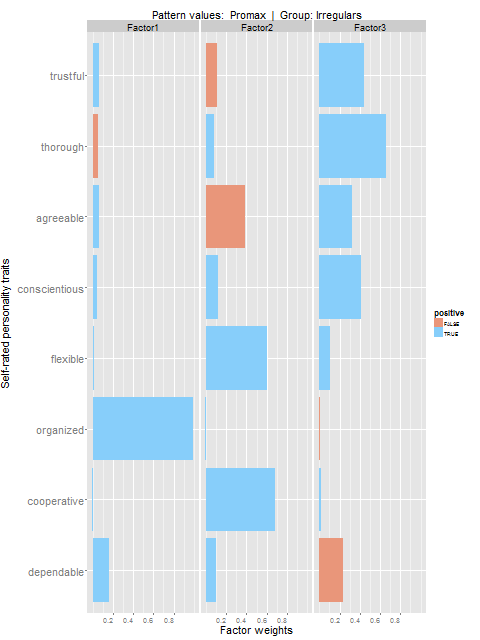 Pattern values: Promax | Group: Irregulars
Factor1 Factor2 Factor3
trustful
thorough
agreeable
conscientious
flexible
organized
cooperative
dependable
Self-rated personality traits
0.2 0.4 0.6 0.8 0.2 0.4 0.6 0.8 0.2 0.4 0.6 0.8
Factor weights
positive
FALSE
TRUE